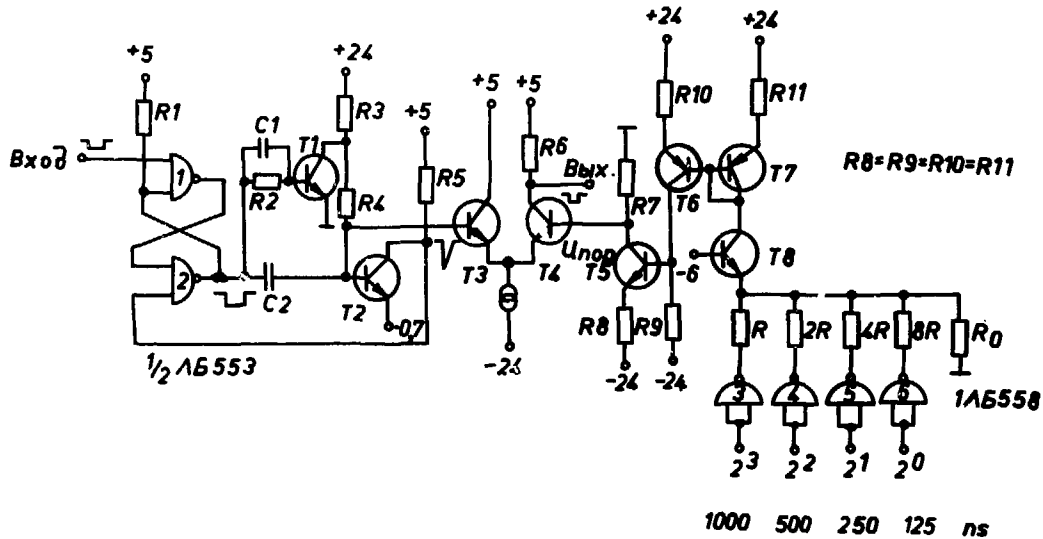 +24 +24
+5 +24 +5 +5
+5
R1 R3 R10 R11
C1 T1 R6
Вход R5 Вых. T7 R8=R9=R10=R11
1 R2 R4 R7 T6
Uпор -6 T8
2 C2 T3 T4 T5
T2 R8 R9 R 2R 4R 8R R0
-0,7
1/2 ЛБ553 -24 -24 -24
3 4 5 6 1ЛБ558
2³ 2² 2¹ 2⁰
1000 500 250 125 ns